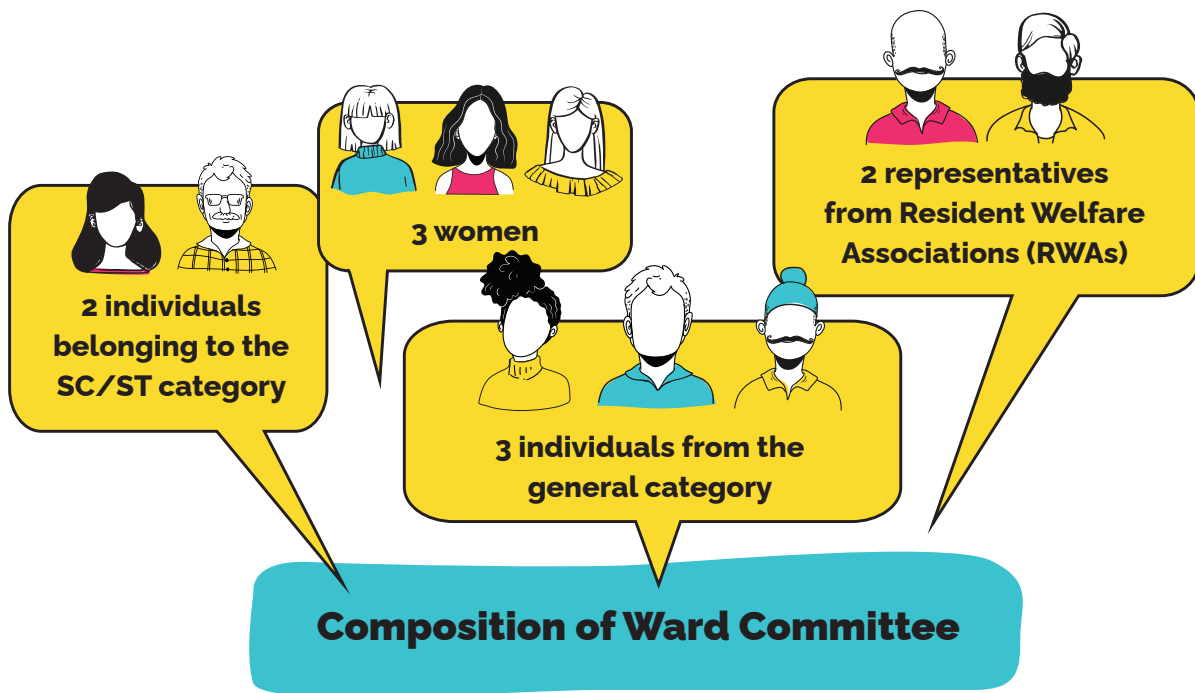 2 individuals
belonging to the
SC/ST category
3 women
3 individuals from the
general category
2 representatives
from Resident Welfare
Associations (RWAs)
Composition of Ward Committee